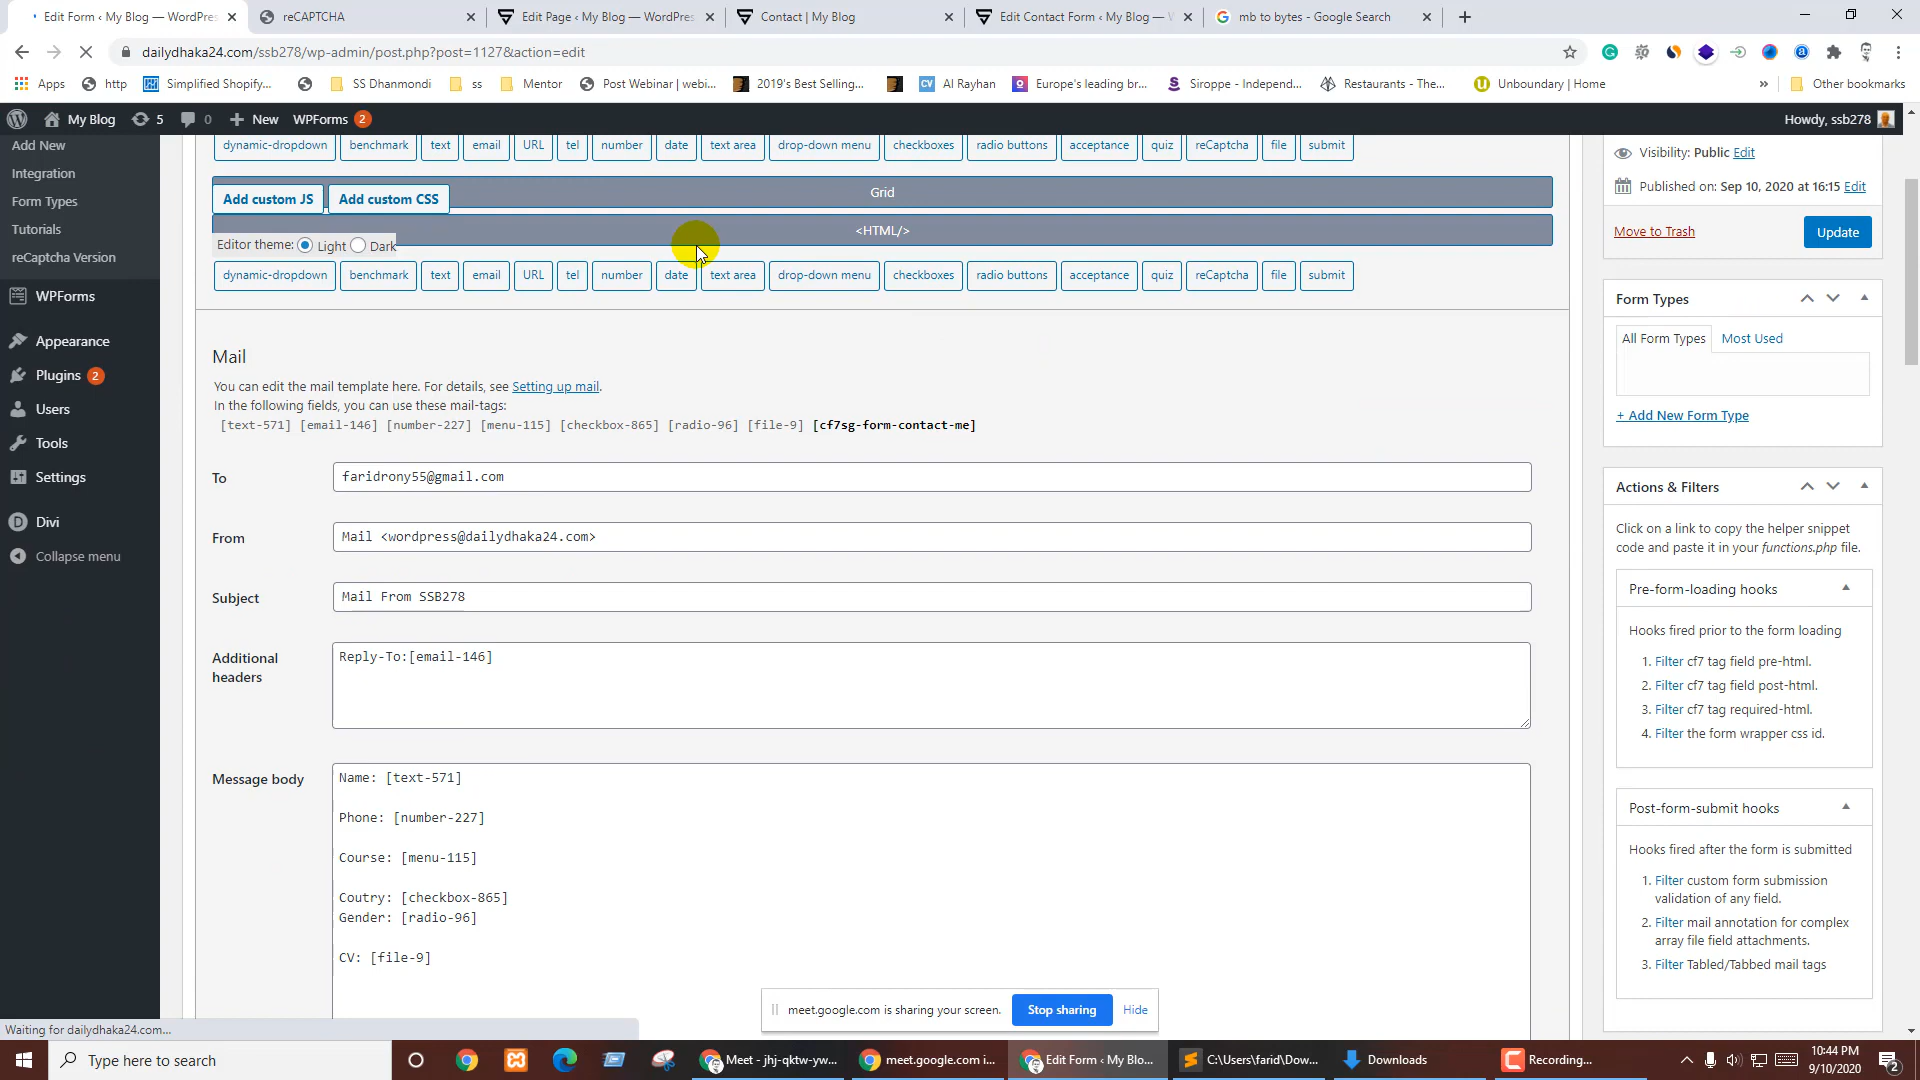 Edit Form ‹ My Blog — WordPres
reCAPTCHA
Edit Page ‹ My Blog — WordPres
Contact | My Blog
Edit Contact Form ‹ My Blog — W
mb to bytes - Google Search
dailydhaka24.com/ssb278/wp-admin/post.php?post=1127&action=edit
Apps
http
Simplified Shopify...
SS Dhanmondi
ss
Mentor
Post Webinar | webi...
2019's Best Selling...
Al Rayhan
Europe's leading br...
Siroppe - Independ...
Restaurants - The...
Unboundary | Home
»
Other bookmarks
My Blog
5
0
New
WPForms 2
Howdy, ssb278
Add New
Integration
Form Types
Tutorials
reCaptcha Version
WPForms
Appearance
Plugins 2
Users
Tools
Settings
Divi
Collapse menu
dynamic-dropdown benchmark text email URL tel number date text area drop-down menu checkboxes radio buttons acceptance quiz reCaptcha file submit
Grid
Add custom JS Add custom CSS
<HTML/>
Editor theme: Light Dark
dynamic-dropdown benchmark text email URL tel number date text area drop-down menu checkboxes radio buttons acceptance quiz reCaptcha file submit
Mail
You can edit the mail template here. For details, see Setting up mail.
In the following fields, you can use these mail-tags:
[text-571] [email-146] [number-227] [menu-115] [checkbox-865] [radio-96] [file-9] [cf7sg-form-contact-me]
To
faridrony55@gmail.com
From
Mail <wordpress@dailydhaka24.com>
Subject
Mail From SSB278
Additional headers
Reply-To:[email-146]
Message body
Name: [text-571]
Phone: [number-227]
Course: [menu-115]
Coutry: [checkbox-865]
Gender: [radio-96]
CV: [file-9]
Visibility: Public Edit
Published on: Sep 10, 2020 at 16:15 Edit
Move to Trash
Update
Form Types
All Form Types
Most Used
+ Add New Form Type
Actions & Filters
Click on a link to copy the helper snippet
code and paste it in your functions.php file.
Pre-form-loading hooks
Hooks fired prior to the form loading
1. Filter cf7 tag field pre-html.
2. Filter cf7 tag field post-html.
3. Filter cf7 tag required-html.
4. Filter the form wrapper css id.
Post-form-submit hooks
Hooks fired after the form is submitted
1. Filter custom form submission
validation of any field.
2. Filter mail annotation for complex
array file field attachments.
3. Filter Tabled/Tabbed mail tags
meet.google.com is sharing your screen.
Stop sharing
Hide
Waiting for dailydhaka24.com...
Type here to search
Meet - jhj-qktw-yw...
meet.google.com i...
Edit Form ‹ My Blo...
C:\Users\farid\Dow...
Downloads
Recording...
10:44 PM
9/10/2020
2